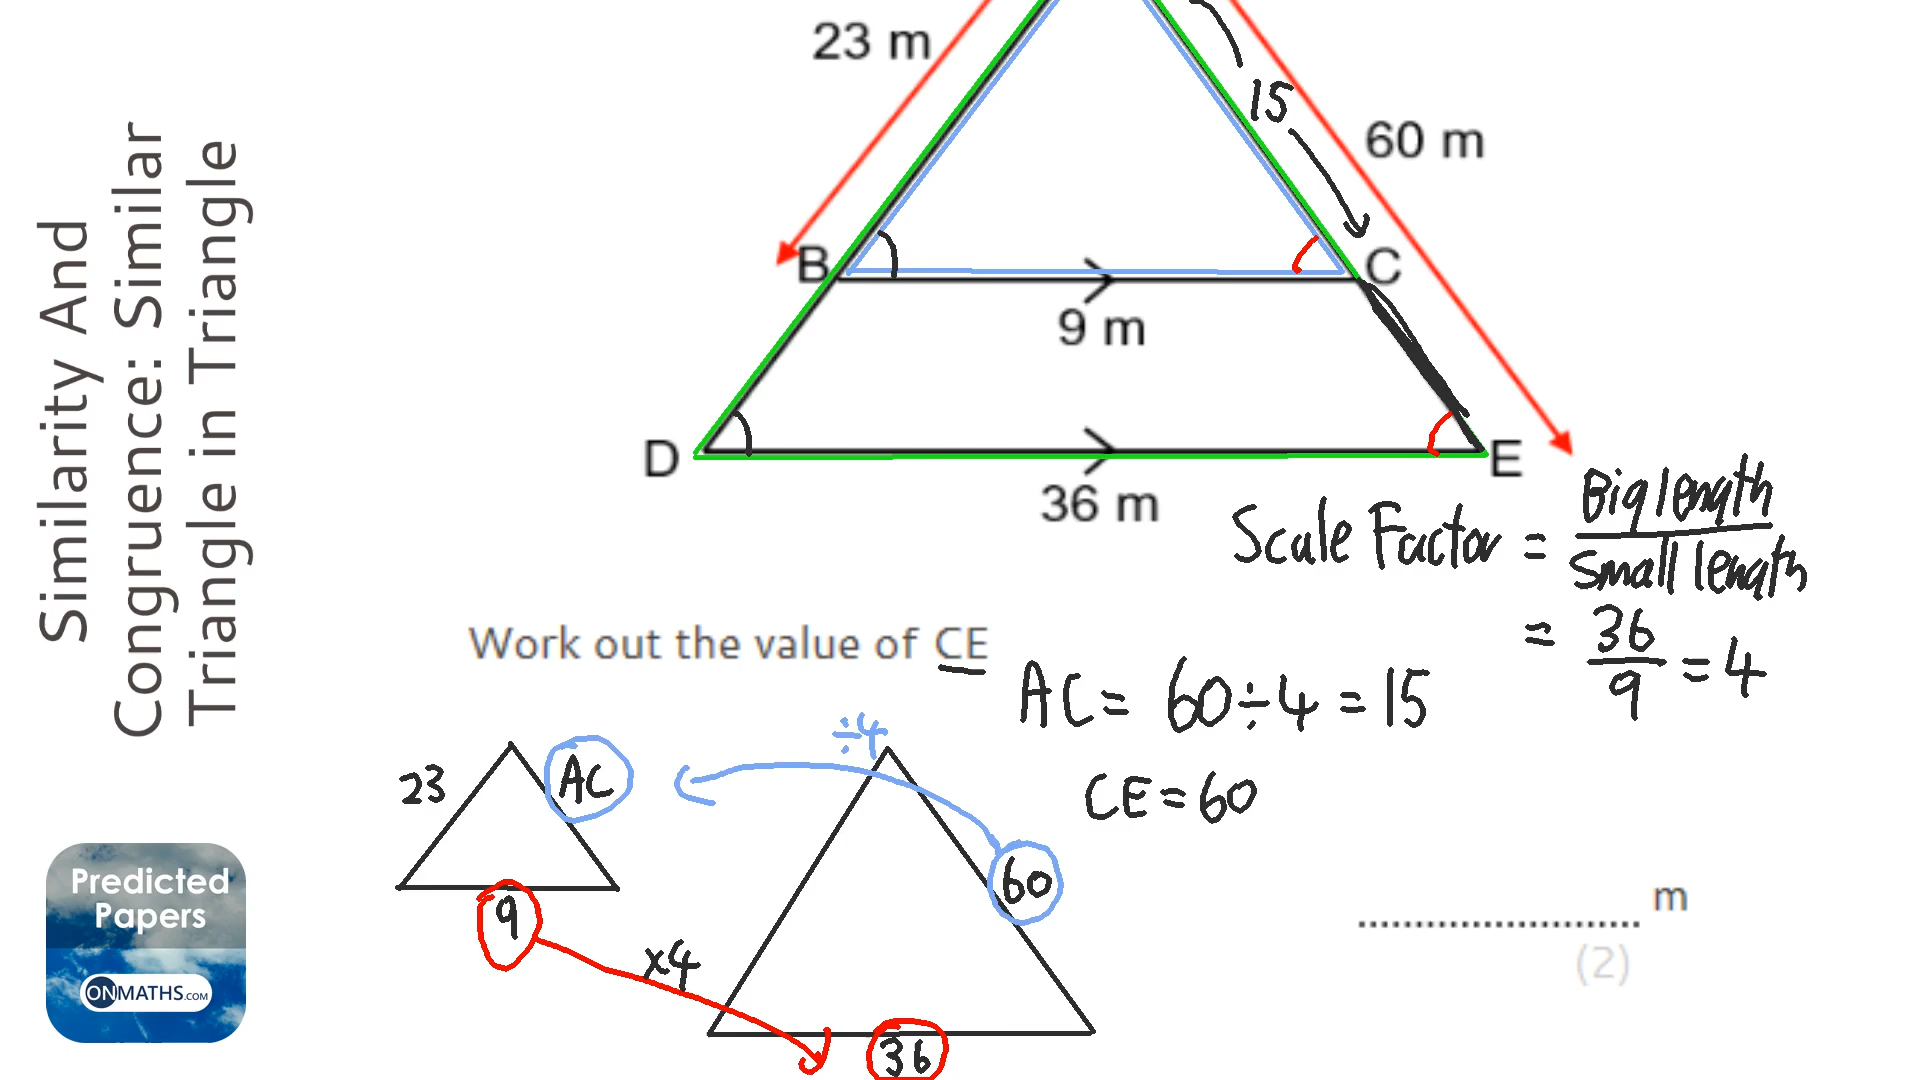 Similarity And
Congruence: Similar
Triangle in Triangle
23 m
15
60 m
B
C
9 m
D
E
36 m
Scale Factor = Big length
Small length
= 36
9
= 4
Work out the value of CE
AC = 60 ÷ 4 = 15
÷4
23
AC
CE = 60
60
9
x4
36
m
(2)
Predicted
Papers
ONMATHS.COM